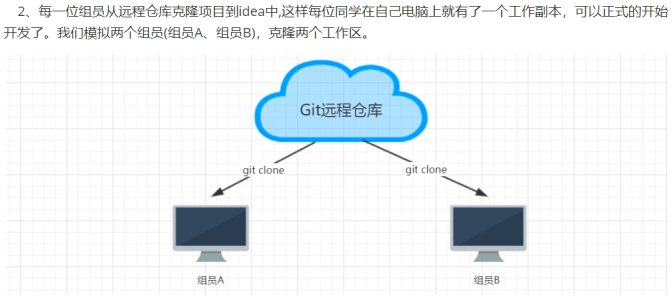 2、每一位组员从远程仓库克隆项目到idea中,这样每位同学在自己电脑上就有了一个工作副本，可以正式的开始
开发了。我们模拟两个组员(组员A、组员B)，克隆两个工作区。
Git远程仓库
git clone
git clone
组员A
组员B